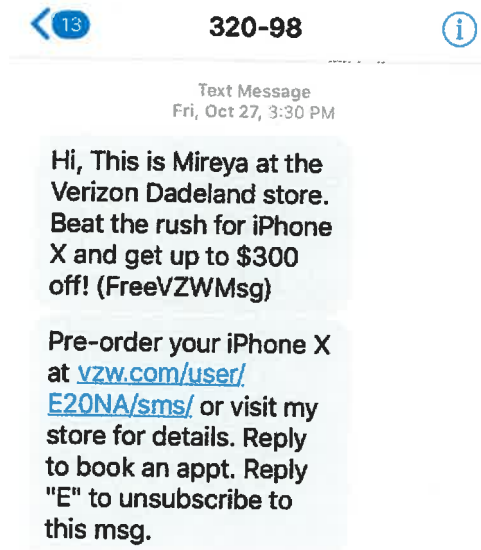 13
320-98
Text Message
Fri, Oct 27, 3:30 PM
Hi, This is Mireya at the
Verizon Dadeland store.
Beat the rush for iPhone
X and get up to $300
off! (FreeVZWMsg)
Pre-order your iPhone X
at vzw.com/user/
E20NA/sms/ or visit my
store for details. Reply
to book an appt. Reply
"E" to unsubscribe to
this msg.